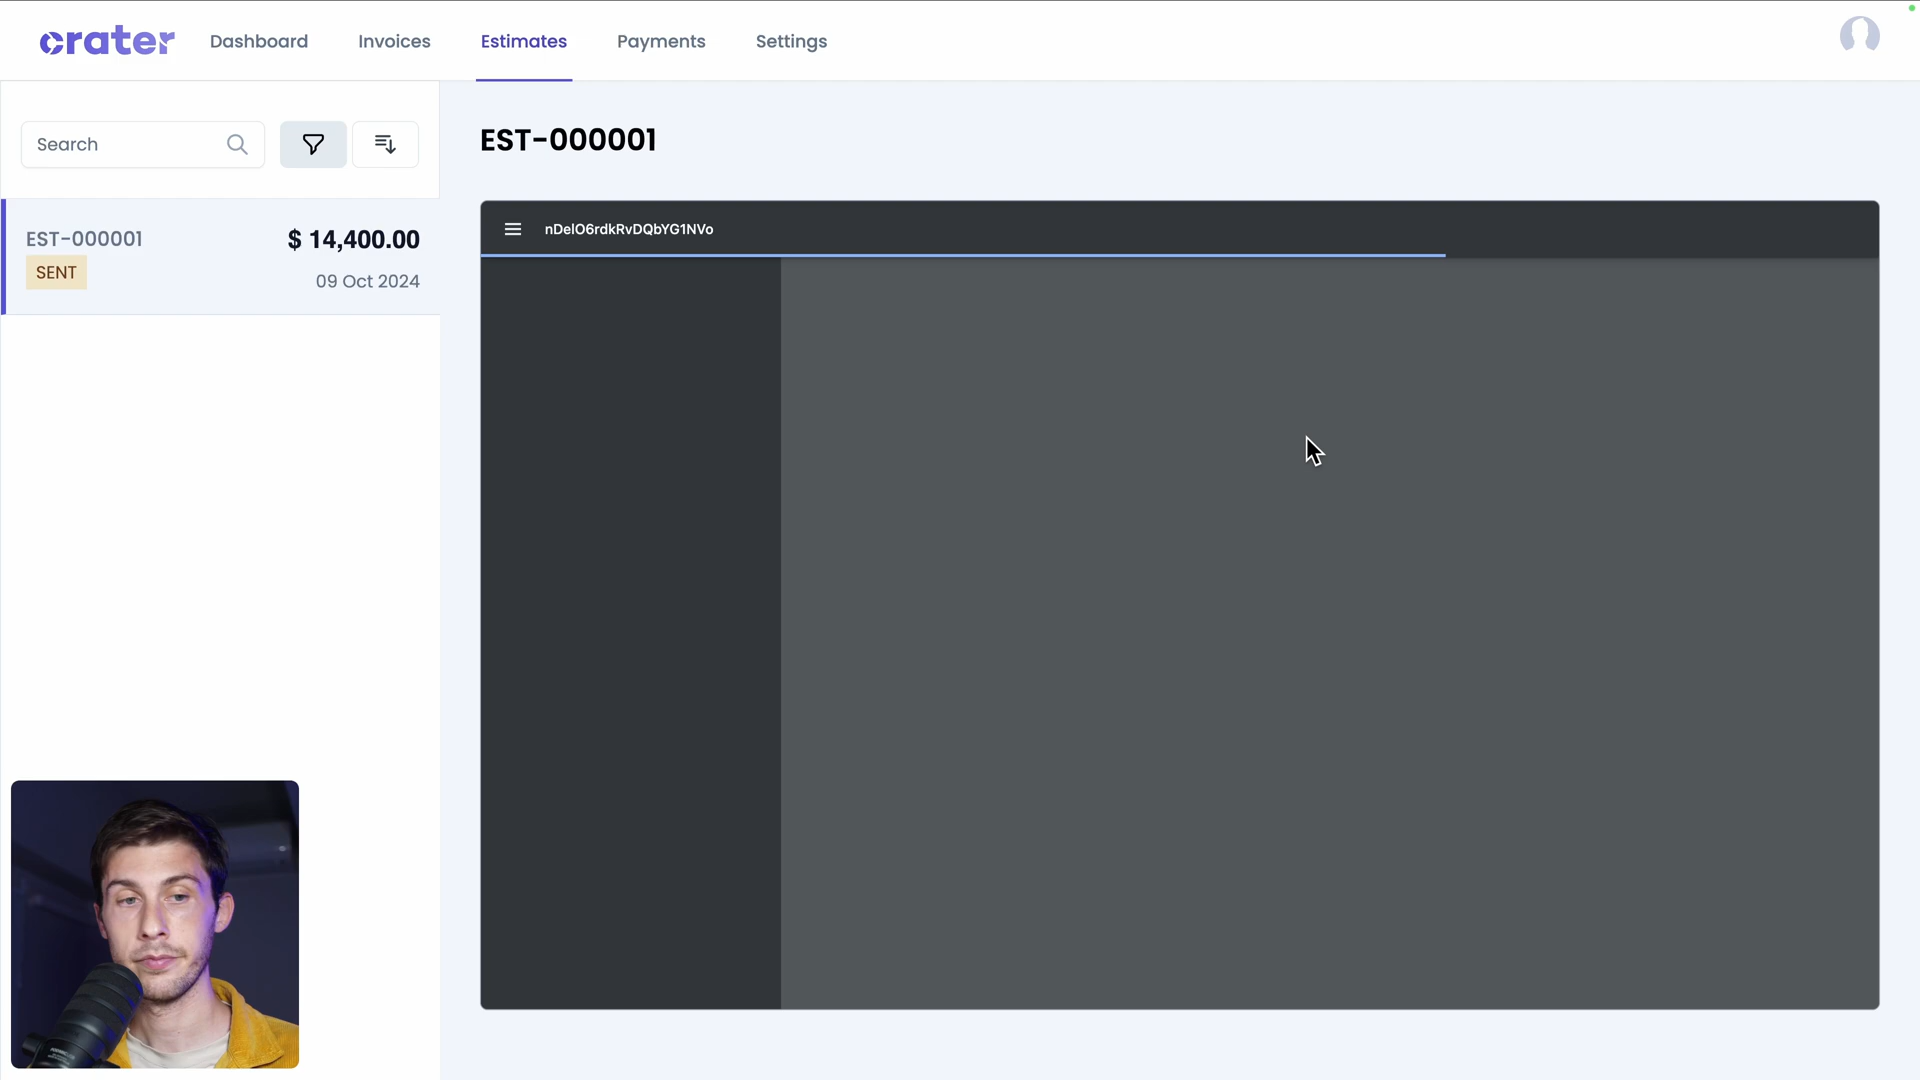 crater Dashboard Invoices Estimates Payments Settings
Search
EST-000001 $ 14,400.00
SENT 09 Oct 2024
EST-000001
nDelO6rdkRvDQbYG1NVo